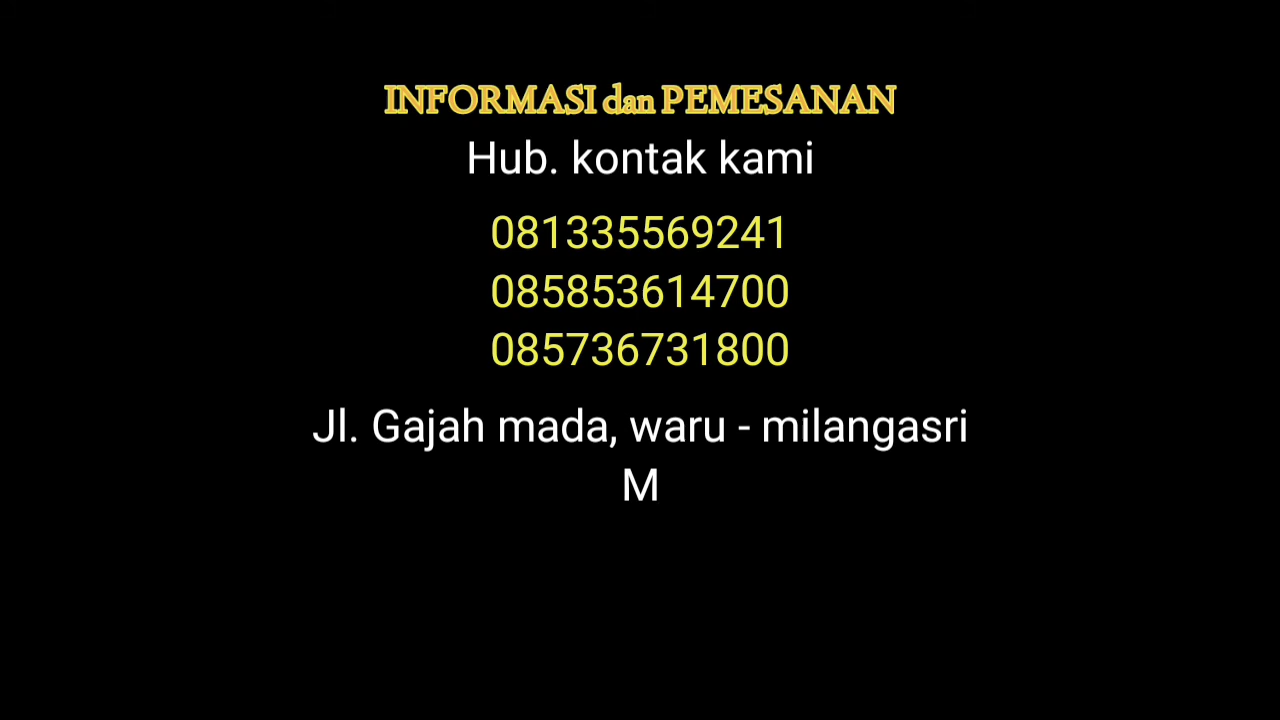 INFORMASI dan PEMESANAN
Hub. kontak kami
081335569241
085853614700
085736731800
Jl. Gajah mada, waru - milangasri
M